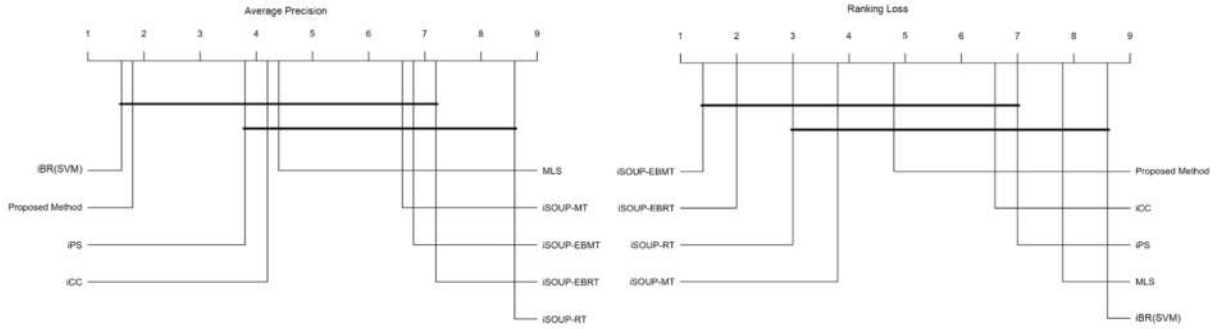 Average Precision
1 2 3 4 5 6 7 8 9
iBR(SVM)
Proposed Method
iPS
iCC
MLS
iSOUP-MT
iSOUP-EBMT
iSOUP-EBRT
iSOUP-RT
Ranking Loss
1 2 3 4 5 6 7 8 9
iSOUP-EBMT
iSOUP-EBRT
iSOUP-RT
iSOUP-MT
Proposed Method
iCC
iPS
MLS
iBR(SVM)